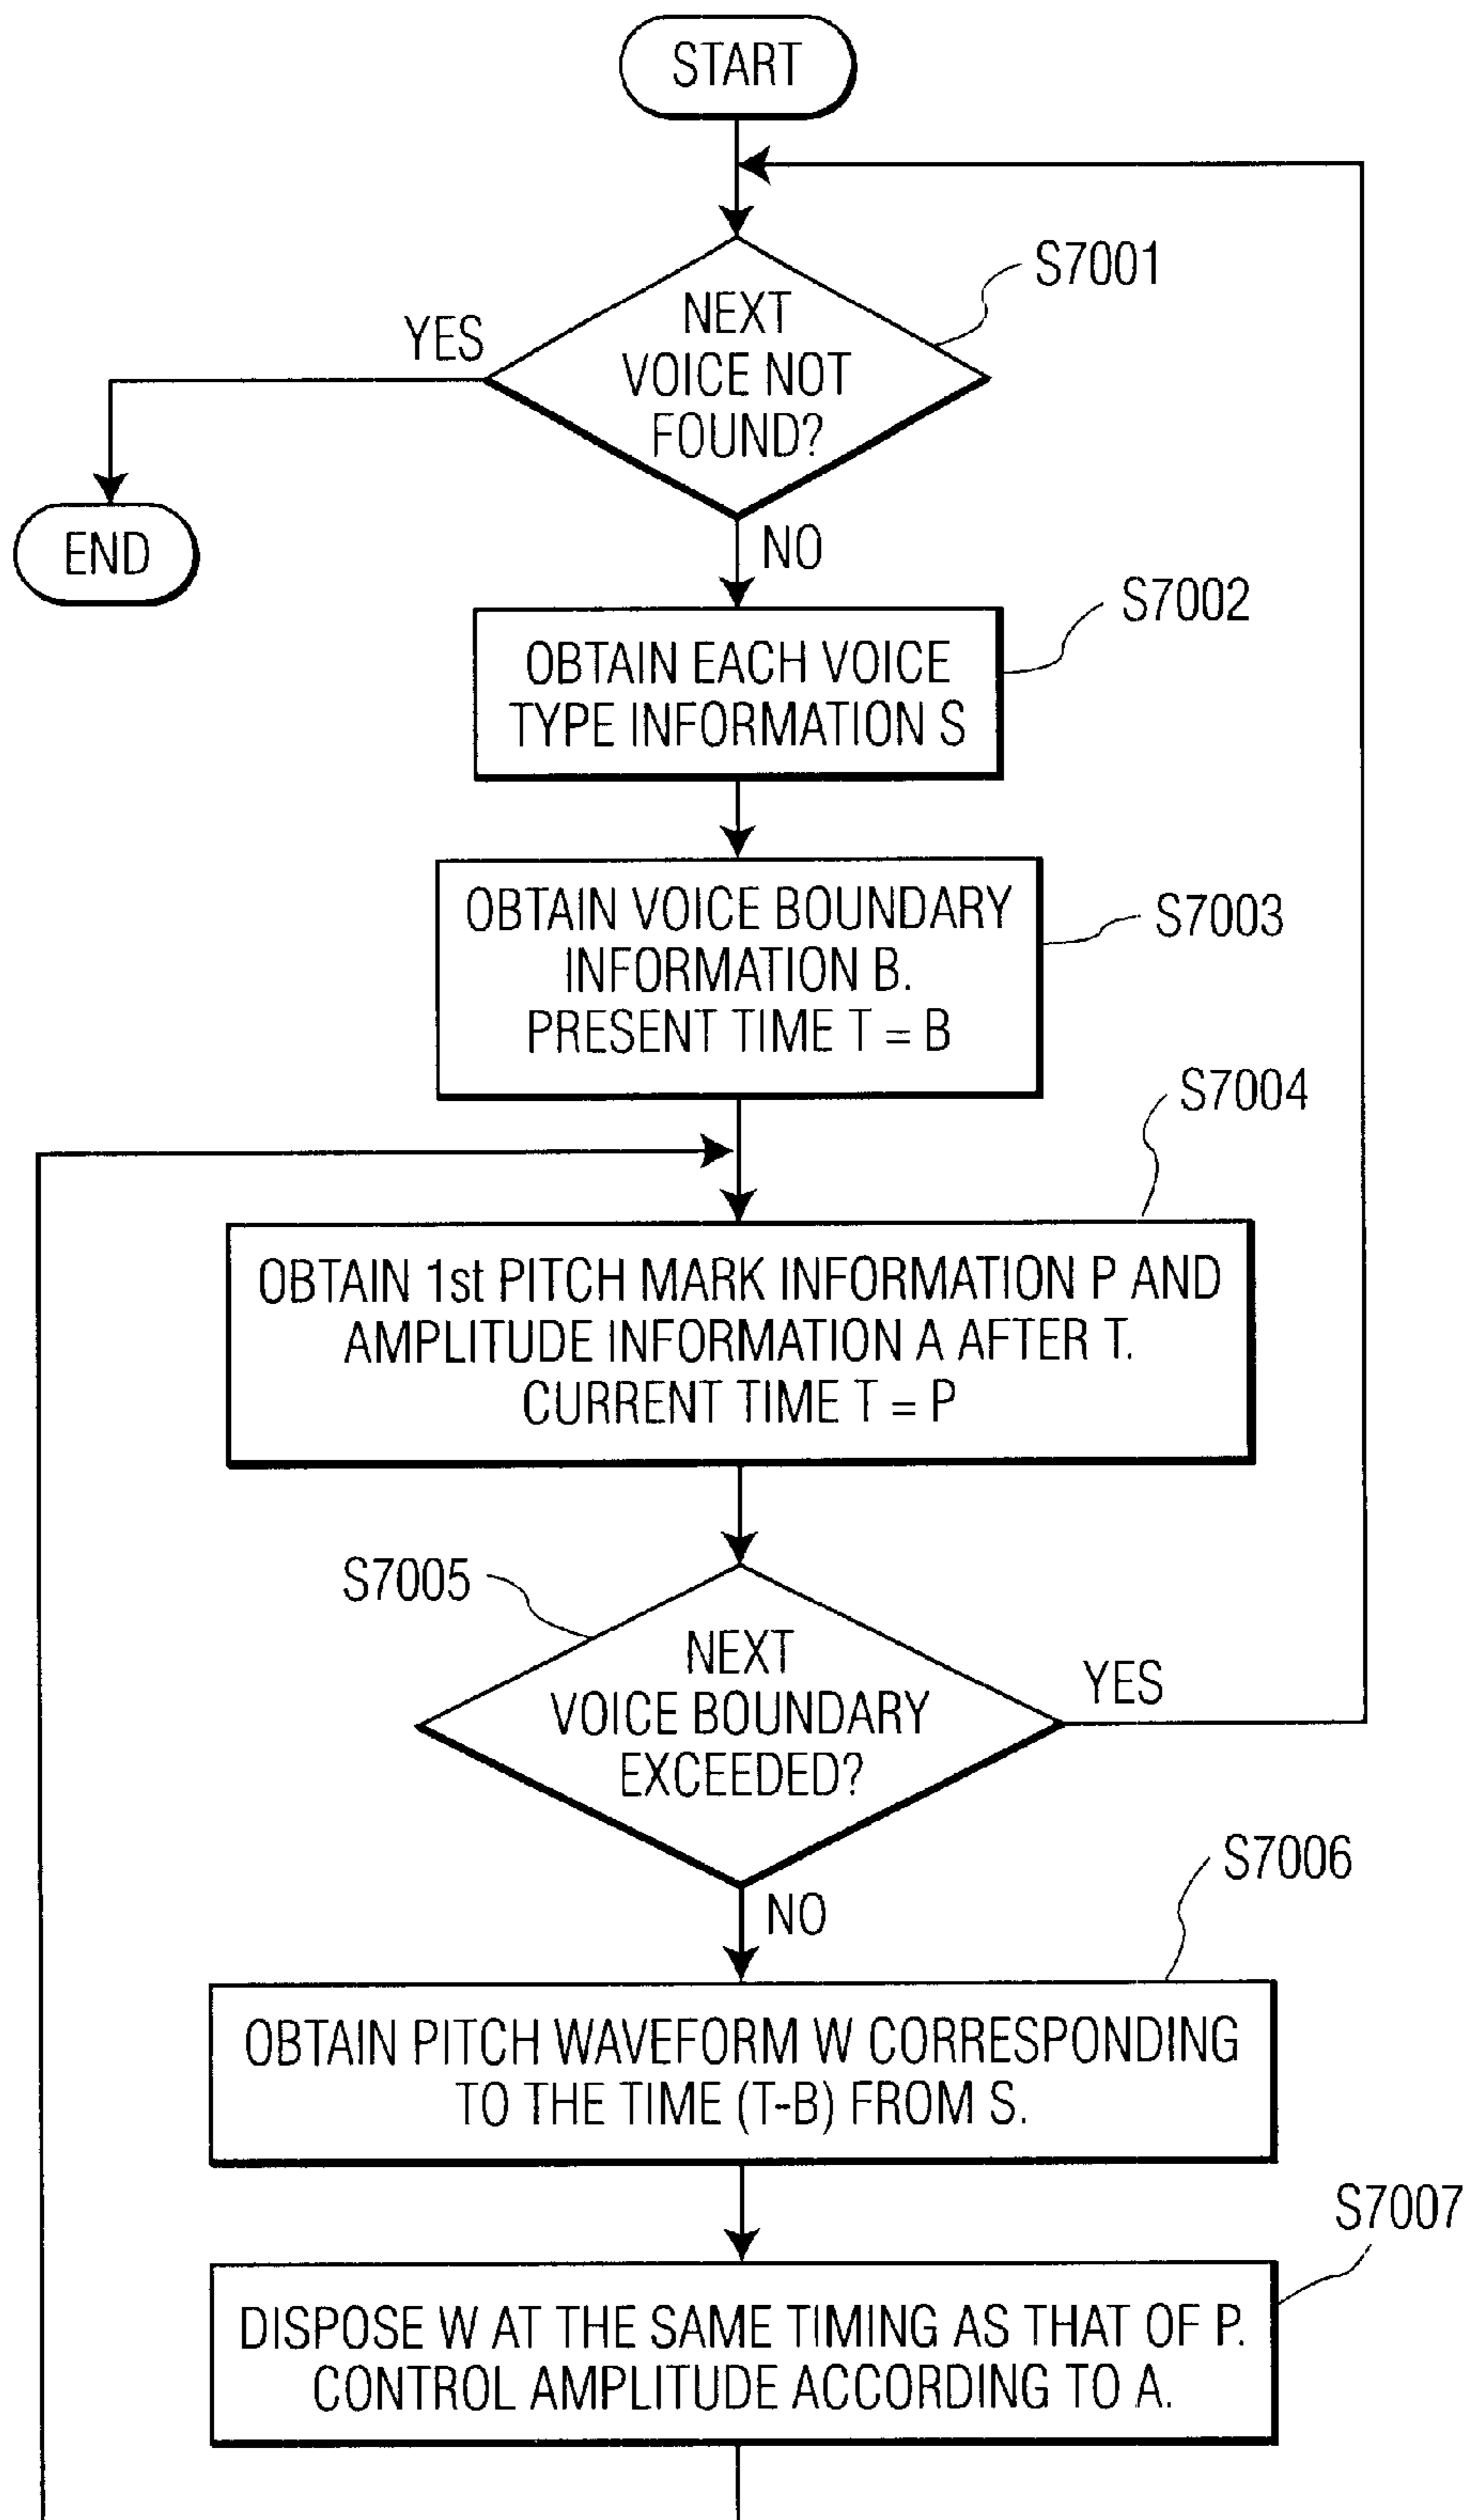 START
S7001
NEXT
VOICE NOT
FOUND?
YES
END
NO
S7002
OBTAIN EACH VOICE
TYPE INFORMATION S
S7003
OBTAIN VOICE BOUNDARY
INFORMATION B.
PRESENT TIME T = B
S7004
OBTAIN 1st PITCH MARK INFORMATION P AND
AMPLITUDE INFORMATION A AFTER T.
CURRENT TIME T = P
S7005
NEXT
VOICE BOUNDARY
EXCEEDED?
YES
NO
S7006
OBTAIN PITCH WAVEFORM W CORRESPONDING
TO THE TIME (T-B) FROM S.
S7007
DISPOSE W AT THE SAME TIMING AS THAT OF P.
CONTROL AMPLITUDE ACCORDING TO A.